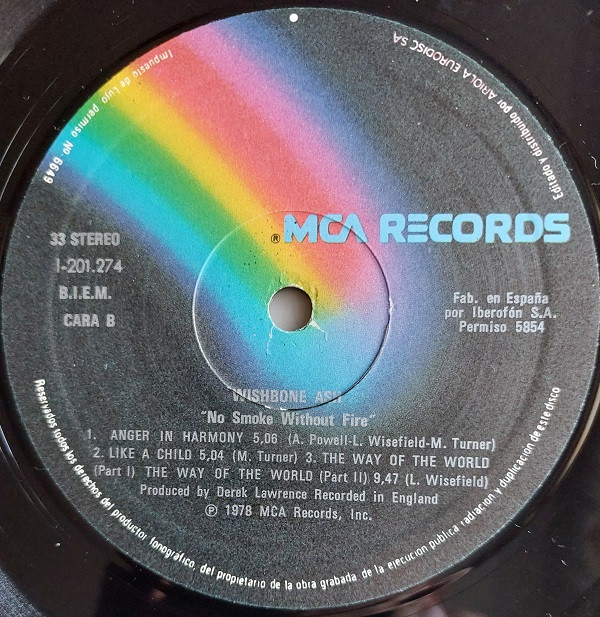 Impuesto de Lujo permiso No 6649
Editado y distribuido por ARIOLA EURODISC SA
® MCA RECORDS
33 STEREO
1-201.274
B.I.E.M.
CARA B
Fab. en España
por Iberofón S.A.
Permiso 5854
WISHBONE ASH
"No Smoke Without Fire"
1. ANGER IN HARMONY 5,06 (A. Powell-L. Wisefield-M. Turner)
2. LIKE A CHILD 5,04 (M. Turner) 3. THE WAY OF THE WORLD
(Part I) THE WAY OF THE WORLD (Part II) 9,47 (L. Wisefield)
Produced by Derek Lawrence Recorded in England
℗ 1978 MCA Records, Inc.
Reservados todos los derechos del productor fonográfico, del propietario de la obra grabada, de la ejecucion publica radiacion y duplicacion de este disco